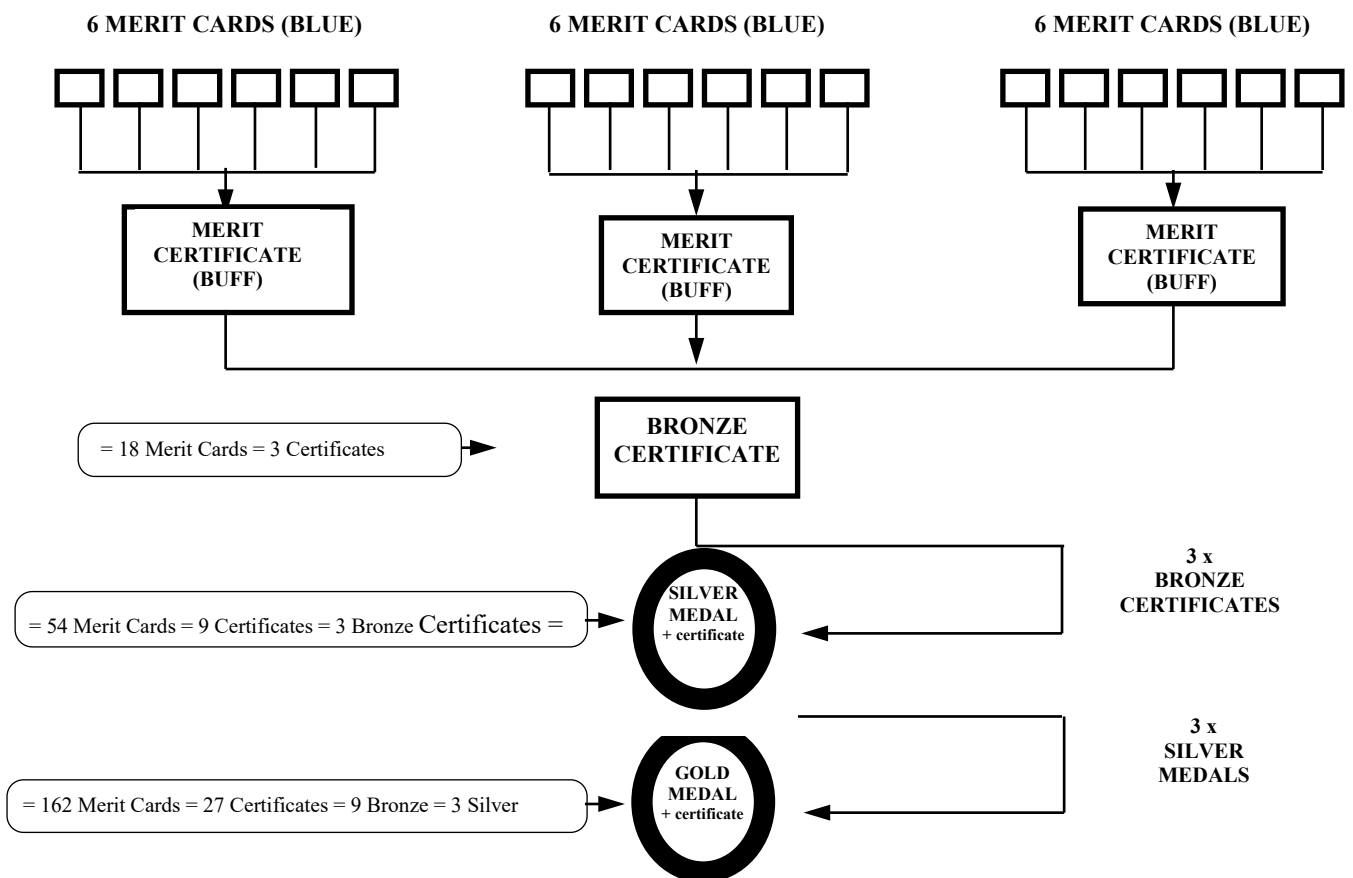 6 MERIT CARDS (BLUE)
6 MERIT CARDS (BLUE)
6 MERIT CARDS (BLUE)
MERIT
CERTIFICATE
(BUFF)
MERIT
CERTIFICATE
(BUFF)
MERIT
CERTIFICATE
(BUFF)
BRONZE
CERTIFICATE
= 18 Merit Cards = 3 Certificates
3 x
BRONZE
CERTIFICATES
SILVER
MEDAL
+ certificate
= 54 Merit Cards = 9 Certificates = 3 Bronze Certificates =
3 x
SILVER
MEDALS
GOLD
MEDAL
+ certificate
= 162 Merit Cards = 27 Certificates = 9 Bronze = 3 Silver